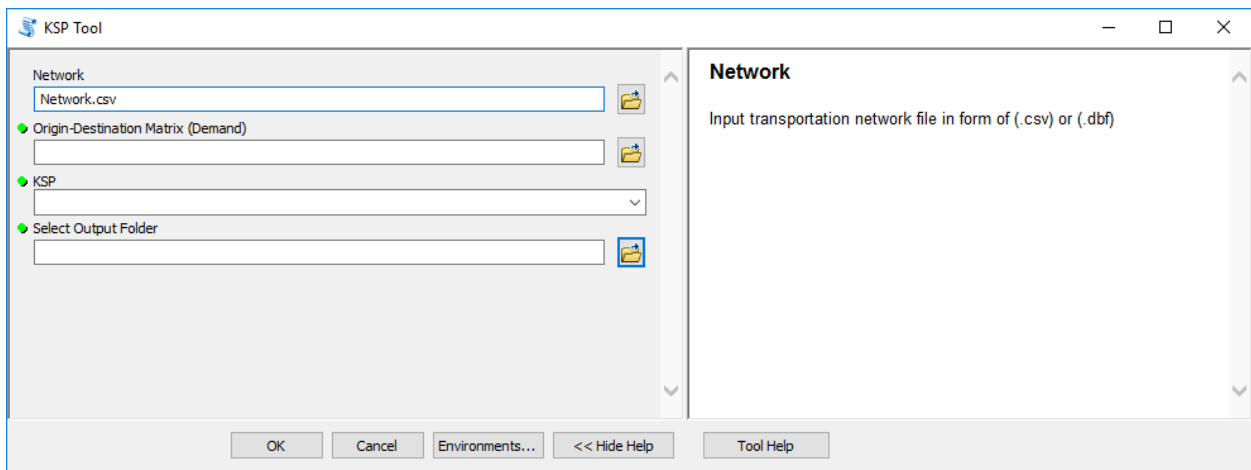 KSP Tool
Network
Network.csv
Origin-Destination Matrix (Demand)
KSP
Select Output Folder
Network
Input transportation network file in form of (.csv) or (.dbf)
OK
Cancel
Environments...
<< Hide Help
Tool Help